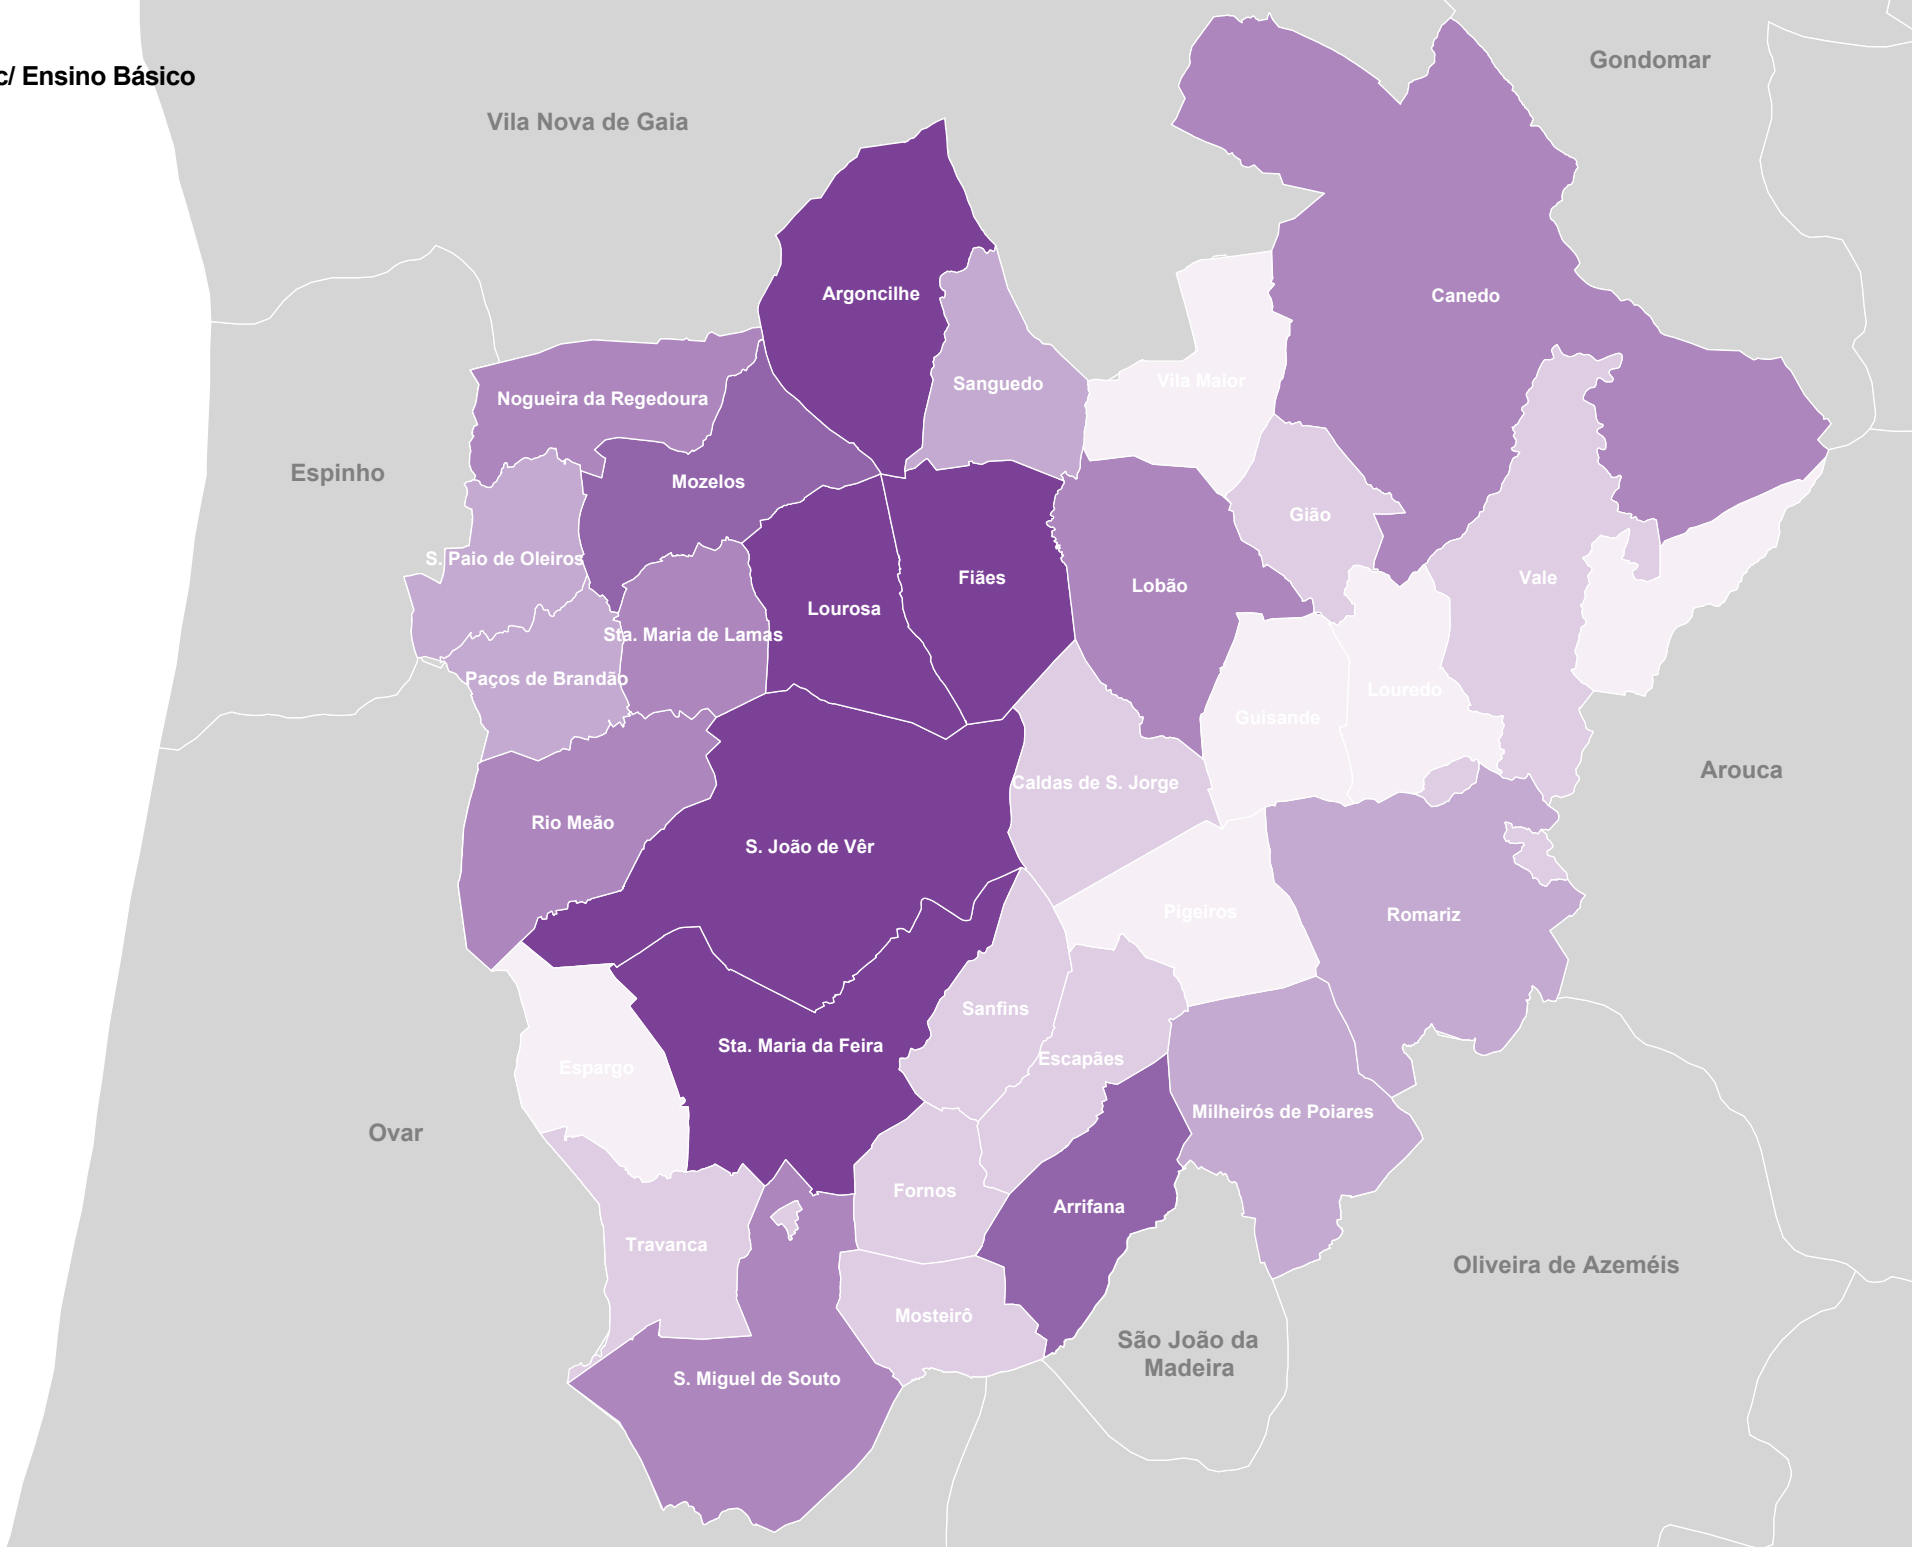 Gondomar
c/ Ensino Básico
Vila Nova de Gaia
Argoncilhe
Canedo
Vila Maior
Sanguedo
Nogueira da Regedoura
Espinho
Mozelos
Gião
S. Paio de Oleiros
Fiães
Vale
Lobão
Lourosa
Sta. Maria de Lamas
Paços de Brandão
Louredo
Guisande
Arouca
Caldas de S. Jorge
Rio Meão
S. João de Vêr
Pigeiros
Romariz
Sanfins
Sta. Maria da Feira
Escapães
Espargo
Milheirós de Poiares
Ovar
Fornos
Arrifana
Travanca
Oliveira de Azeméis
Mosteirô
São João da
Madeira
S. Miguel de Souto